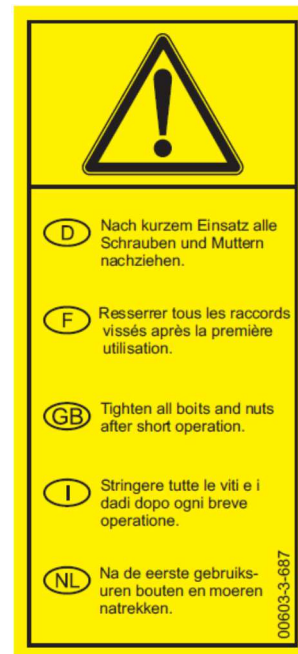 D
Nach kurzem Einsatz alle
Schrauben und Muttern
nachziehen.
F
Resserrer tous les raccords
vissés après la première
utilisation.
GB
Tighten all boits and nuts
after short operation.
I
Stringere tutte le viti e i
dadi dopo ogni breve
operatione.
NL
Na de eerste gebruiks-
uren bouten en moeren
natrekken.
00603-3-687